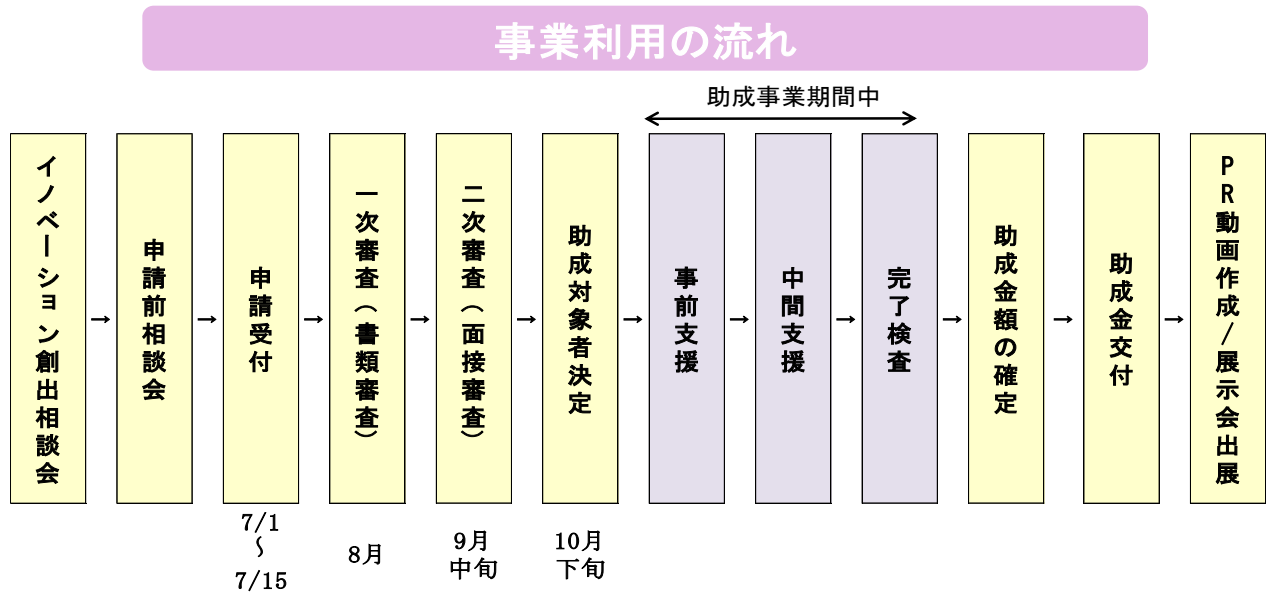 事業利用の流れ
助成事業期間中
イノベーション創出相談会
→
申請前相談会
→
申請受付
→
一次審査(書類審査)
→
二次審査(面接審査)
→
助成対象者決定
→
事前支援
→
中間支援
→
完了検査
→
助成金額の確定
→
助成金交付
→
PR動画作成/展示会出展
7/1
～
7/15
8月
9月
中旬
10月
下旬